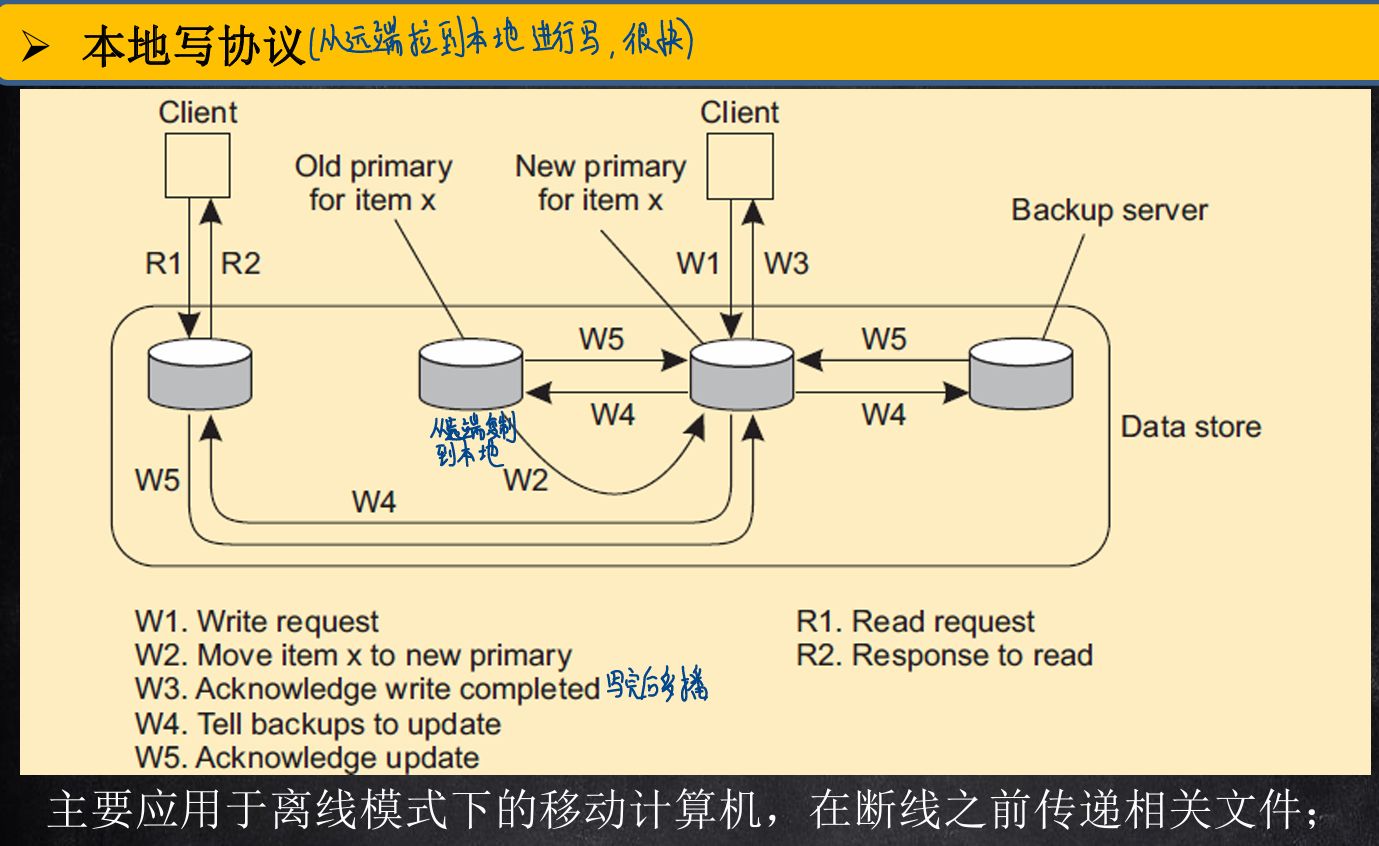 ➢ 本地写协议(从远端拉到本地进行写,很快)
Client
Client
Old primary
for item x
New primary
for item x
Backup server
R1
R2
W1
W3
W5
W5
W4
W4
从远端复制
到本地
W5
W4
W2
Data store
W1. Write request
W2. Move item x to new primary
W3. Acknowledge write completed 写完后多播
W4. Tell backups to update
W5. Acknowledge update
R1. Read request
R2. Response to read
主要应用于离线模式下的移动计算机，在断线之前传递相关文件；